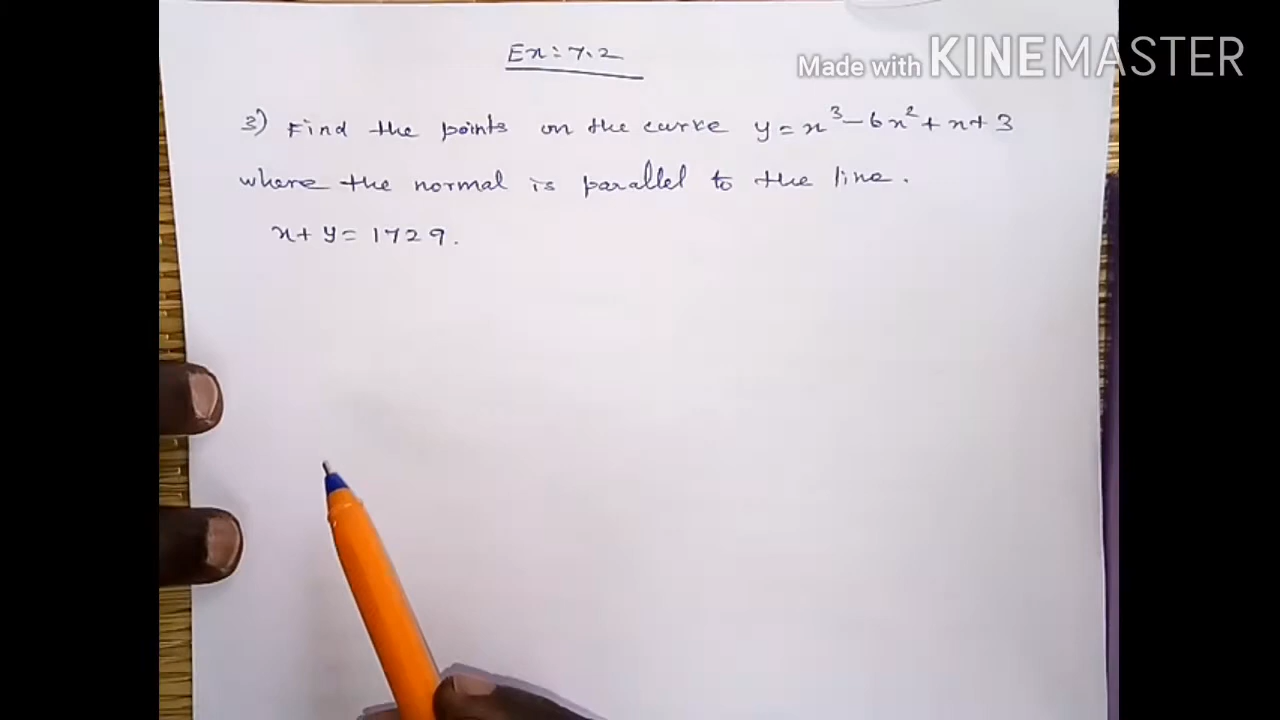 Ex: 7.2
Made with KINEMASTER
3) Find the points on the curve y = x³ - 6x² + x + 3
where the normal is parallel to the line.
x + y = 1729.